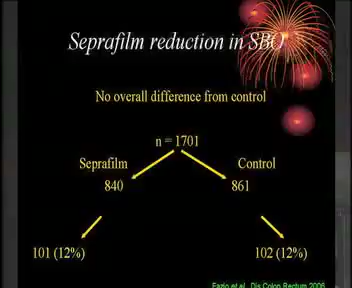 Seprafilm reduction in SBO
No overall difference from control
n = 1701
Seprafilm
Control
840
861
101 (12%)
102 (12%)
Fazio et al., Dis Colon Rectum 2006